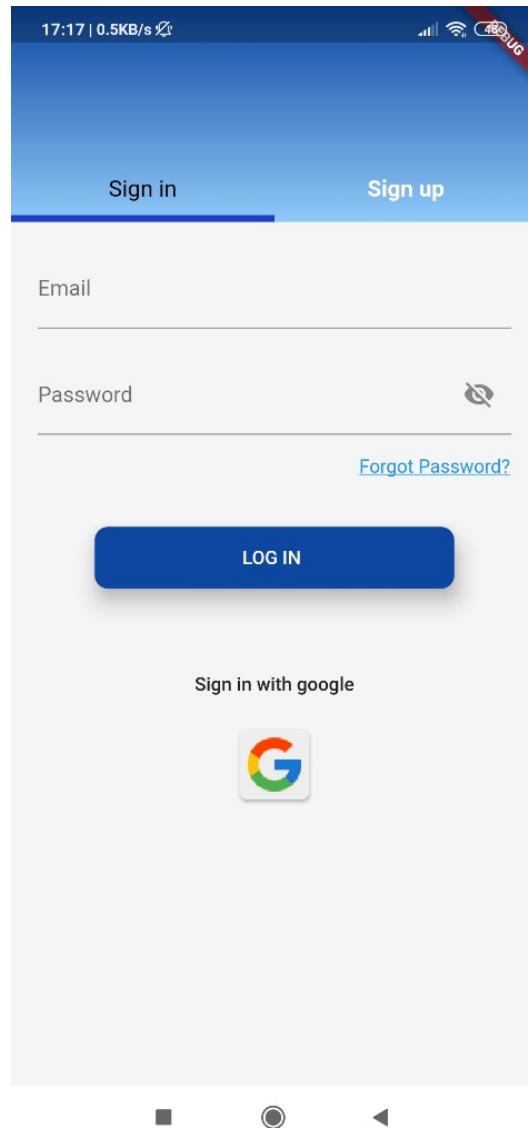 17:17 | 0.5KB/s
DEBUG
Sign in
Sign up
Email
Password
Forgot Password?
LOG IN
Sign in with google
G